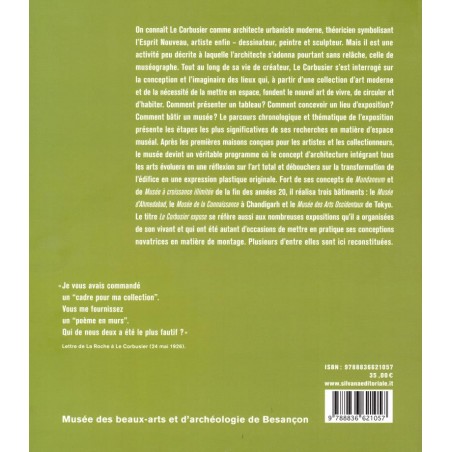 On connaît Le Corbusier comme architecte urbaniste moderne, théoricien symbolisant
l'Esprit Nouveau, artiste enfin – dessinateur, peintre et sculpteur. Mais il est une
activité peu décrite à laquelle l'architecte s'adonna pourtant sans relâche, celle de
muséographe. Tout au long de sa vie de créateur, Le Corbusier s'est interrogé sur
la conception et l'imaginaire des lieux qui, à partir d'une collection d'art moderne
et de la nécessité de la mettre en espace, fondent le nouvel art de vivre, de circuler et
d'habiter. Comment présenter un tableau? Comment concevoir un lieu d'exposition?
Comment bâtir un musée? Le parcours chronologique et thématique de l'exposition
présente les étapes les plus significatives de ses recherches en matière d'espace
muséal. Après les premières maisons conçues pour les artistes et les collectionneurs,
le musée devint un véritable programme où le concept d'architecture intégrant tous
les arts évoluera en une réflexion sur l'art total et débouchera sur la transformation
de l'édifice en une expression plastique originale. Fort de ses concepts de Mundaneum et
de Musée à croissance illimitée de la fin des années 20, il réalisa trois bâtiments : le Musée
d'Ahmedabad, le Musée de la Connaissance à Chandigarh et le Musée des Arts Occidentaux de Tokyo.
Le titre Le Corbusier expose se réfère aussi aux nombreuses expositions qu'il a organisées
de son vivant et qui ont été autant d'occasions de mettre en pratique ses conceptions
novatrices en matière de montage. Plusieurs d'entre elles sont ici reconstituées.
«Je vous avais commandé
un "cadre pour ma collection".
Vous me fournissez
un "poème en murs".
Qui de nous deux a été le plus fautif ?»
Lettre de La Roche à Le Corbusier (24 mai 1926).
ISBN : 9788836621057
35,00 €
www.silvanaeditoriale.it
9 788836 621057
Musée des beaux-arts et d'archéologie de Besançon